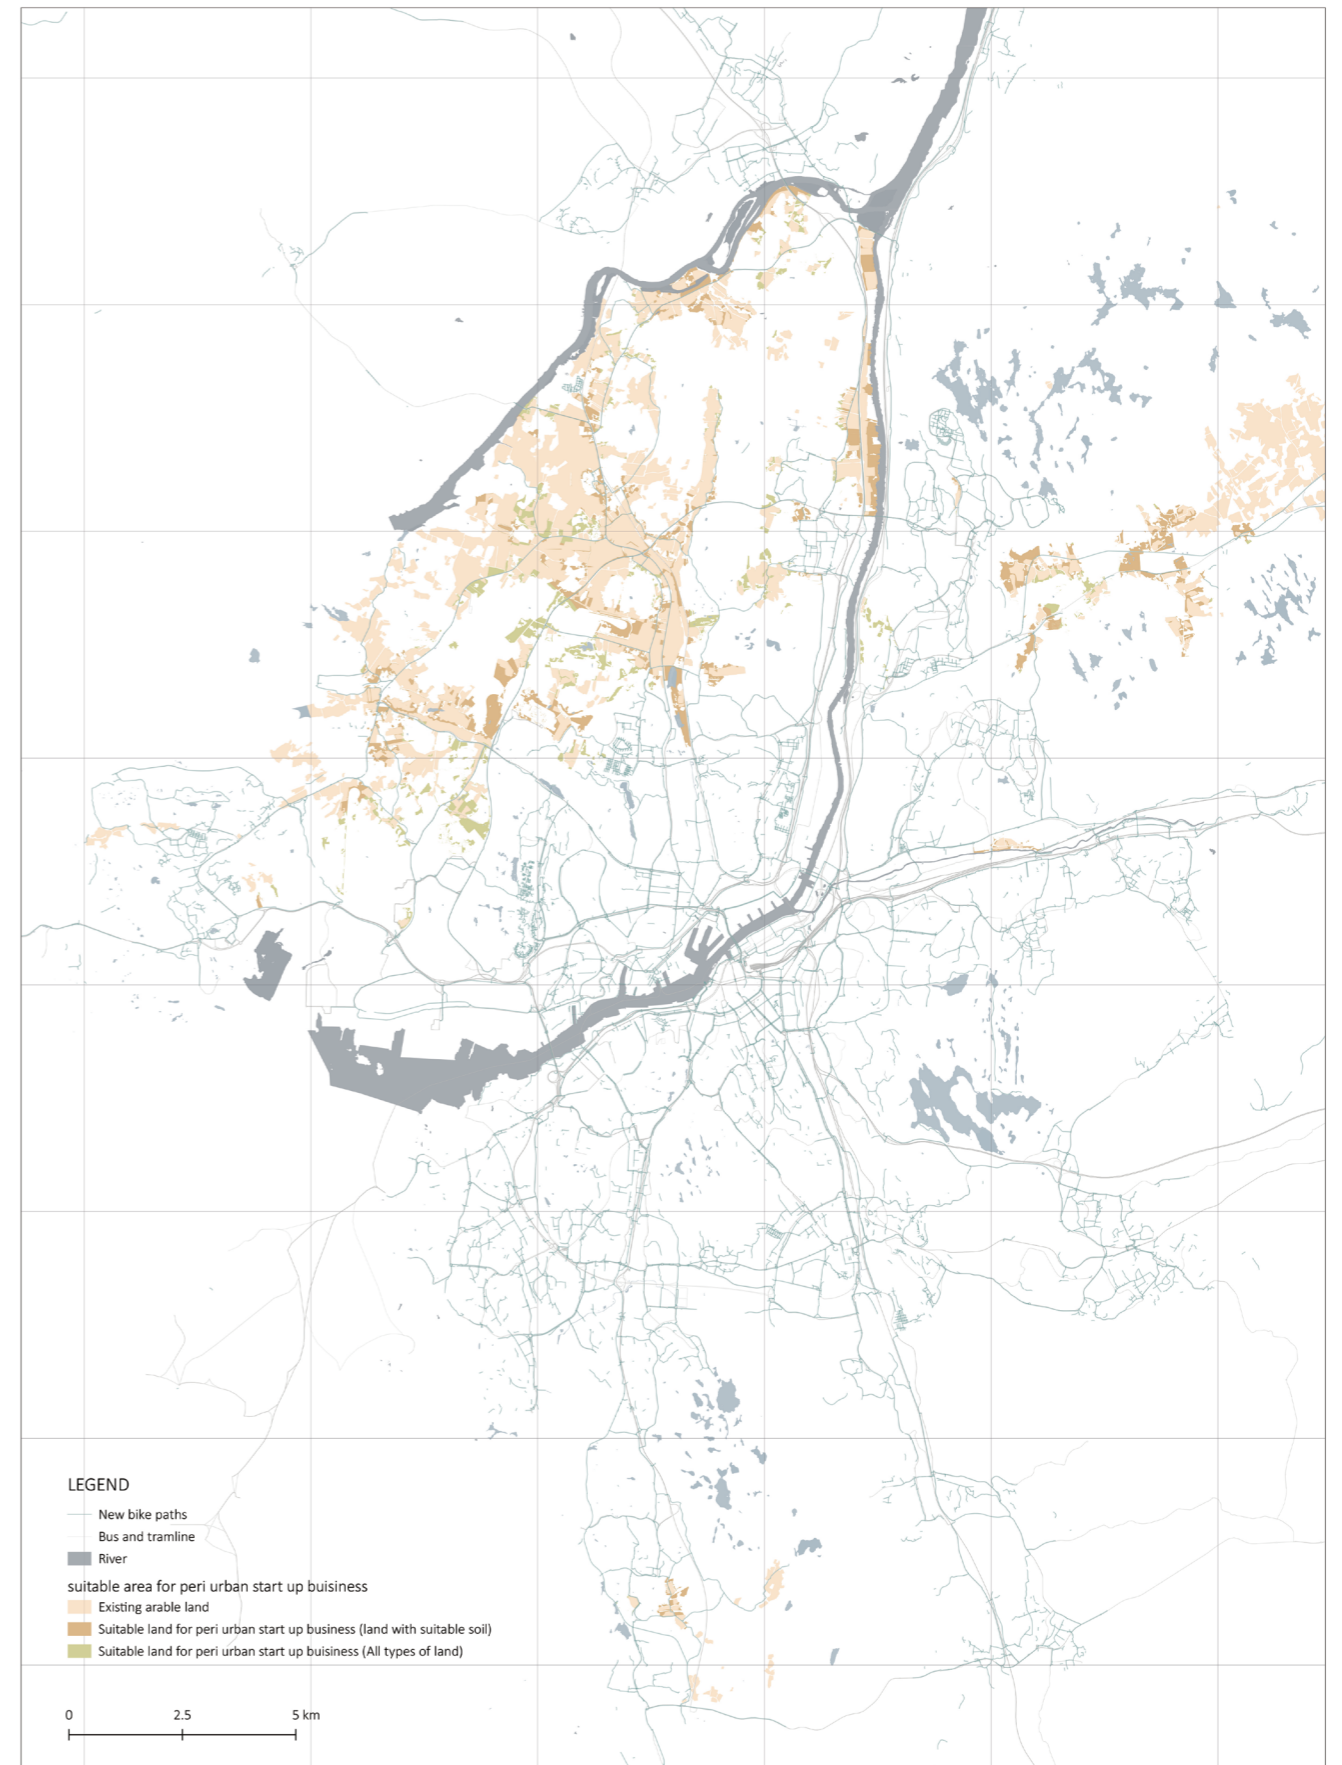 LEGEND
New bike paths
Bus and tramline
River
suitable area for peri urban start up buisiness
Existing arable land
Suitable land for peri urban start up business (land with suitable soil)
Suitable land for peri urban start up buisiness (All types of land)
0 2.5 5 km